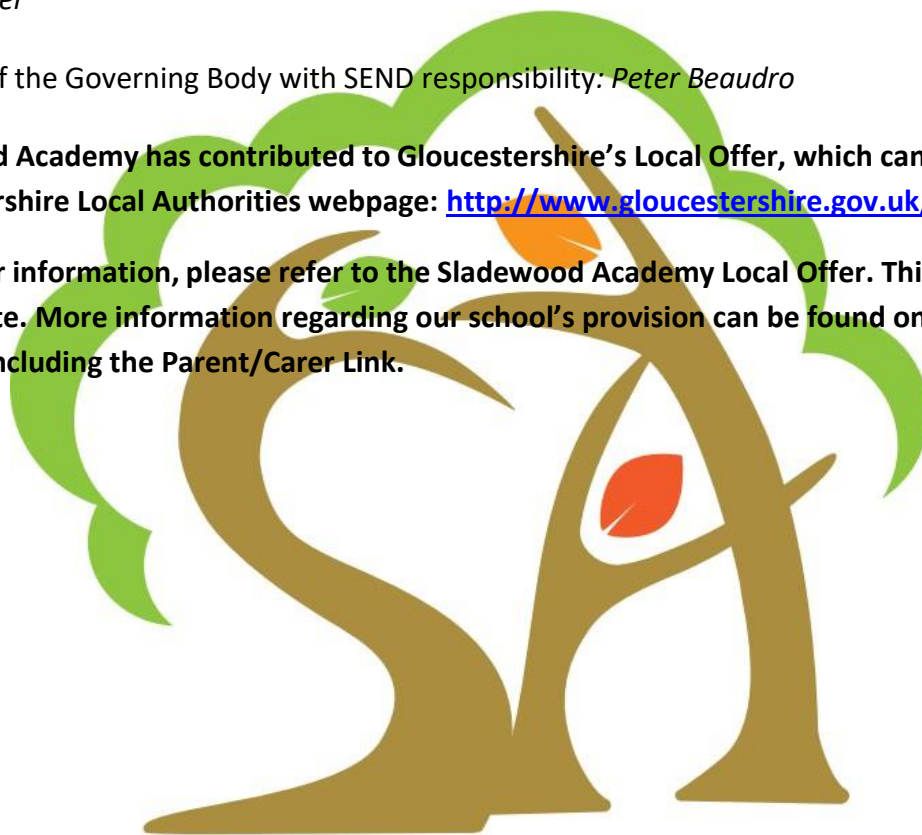 er
f the Governing Body with SEND responsibility: Peter Beaudro
d Academy has contributed to Gloucestershire's Local Offer, which can
rshire Local Authorities webpage: http://www.gloucestershire.gov.uk
r information, please refer to the Sladewood Academy Local Offer. Thi
te. More information regarding our school's provision can be found on
ncluding the Parent/Carer Link.
SA